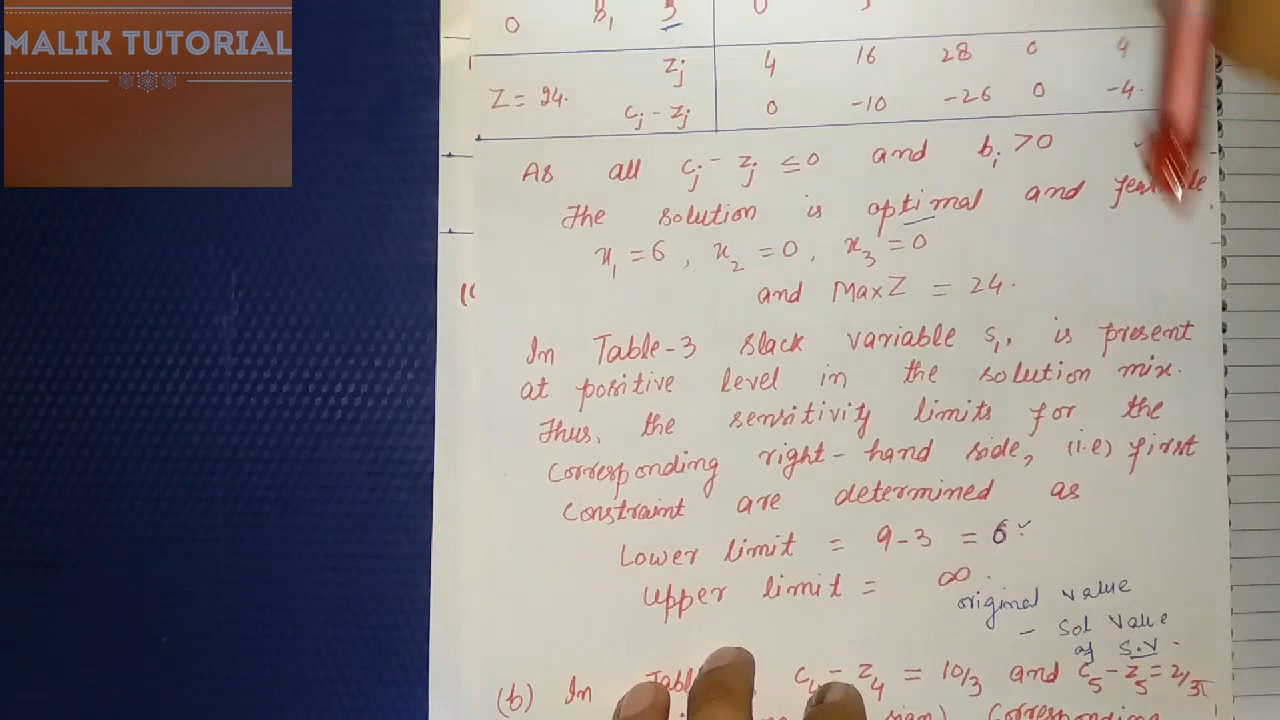 MALIK TUTORIAL
0 B₁ 3 0
Zj 4 16 28 0 4
Z = 24. cj - zj 0 -10 -26 0 -4.
As all cj - zj ≤ 0 and bi > 0
The solution is optimal and
x₁ = 6, x₂ = 0, x₃ = 0
and Max Z = 24.
In Table-3 slack variable s₁, is present
at positive level in the solution mix.
Thus, the sensitivity limits for the
corresponding right-hand side, (i.e) first
constraint are determined as
Lower limit = 9-3 = 6
Upper limit = ∞.
original value
- Sol value
of S.V -
(b) In c₄ - z₄ = 10/3 and c₅ - z₅ = 2/3
corresponding